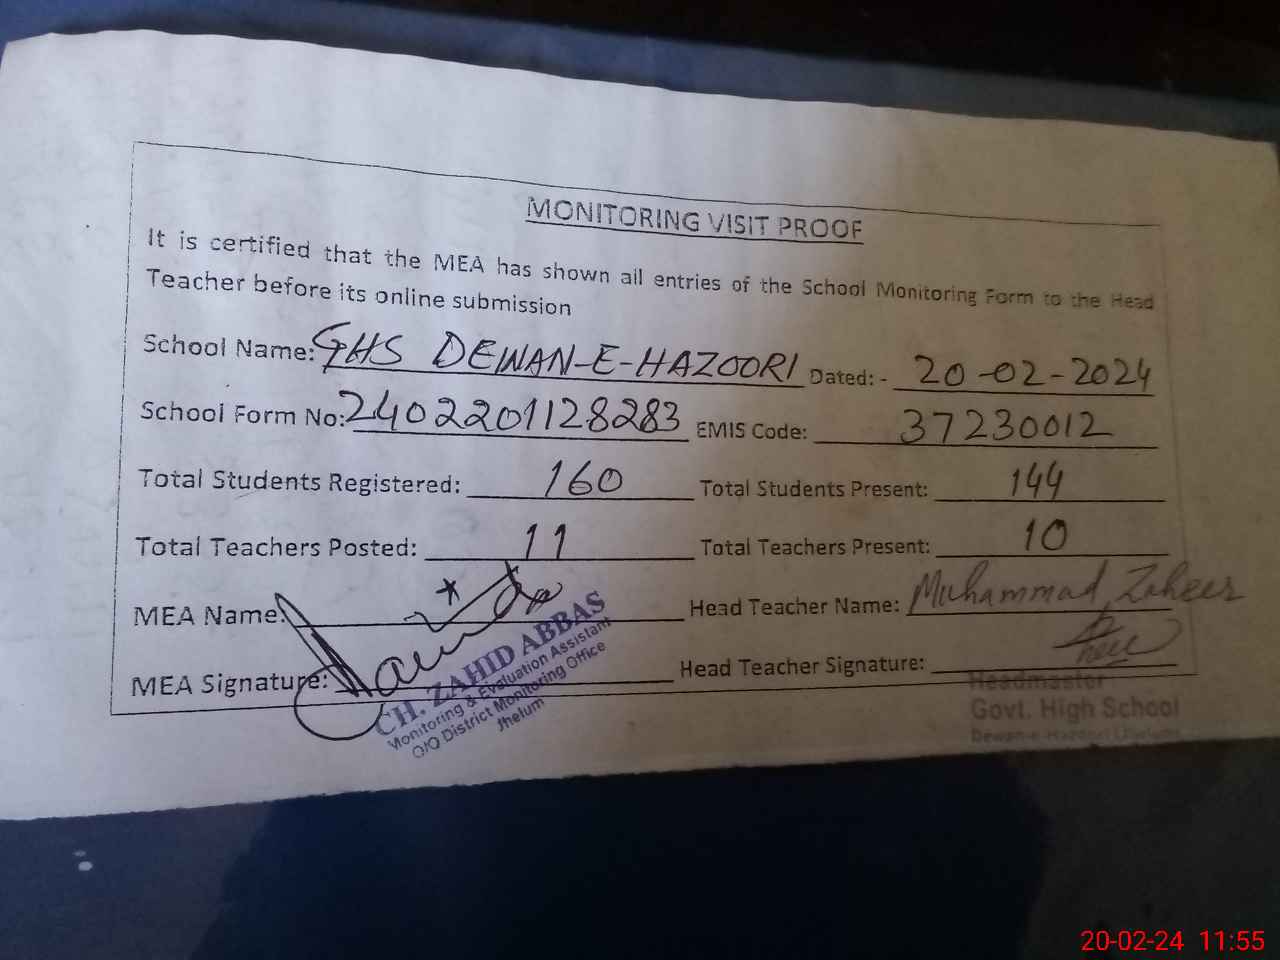 MONITORING VISIT PROOF
It is certified that the MEA has shown all entries of the School Monitoring Form to the Head
Teacher before its online submission
School Name: GHS DEWAN-E-HAZOORI Dated: - 20-02-2024
School Form No: 2402201128283 EMIS Code: 37230012
Total Students Registered: 160 Total Students Present: 144
Total Teachers Posted: 11 Total Teachers Present: 10
MEA Name: Head Teacher Name: Muhammad Zaheer
MEA Signature: Head Teacher Signature:
CH. ZAHID ABBAS
Monitoring & Evaluation Assistant
O/O District Monitoring Office
Jhelum
Headmaster
Govt. High School
Dewan-e-Hazoori (Jhelum)
20-02-24 11:55